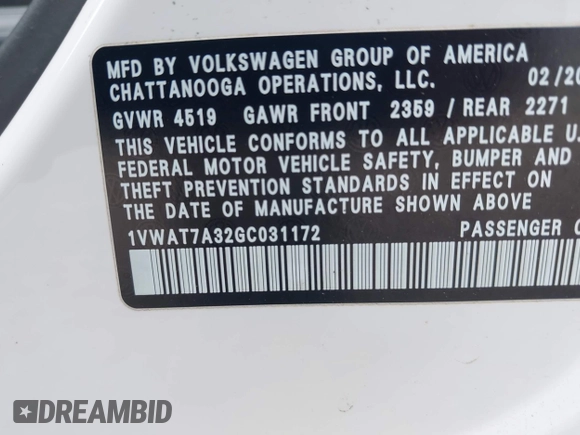 MFD BY VOLKSWAGEN GROUP OF AMERICA
CHATTANOOGA OPERATIONS, LLC. 02/20
GVWR 4519 GAWR FRONT 2359 / REAR 2271
THIS VEHICLE CONFORMS TO ALL APPLICABLE U.
FEDERAL MOTOR VEHICLE SAFETY, BUMPER AND
THEFT PREVENTION STANDARDS IN EFFECT ON
THE DATE OF MANUFACTURE SHOWN ABOVE
1VWAT7A32GC031172 PASSENGER C
DREAMBID